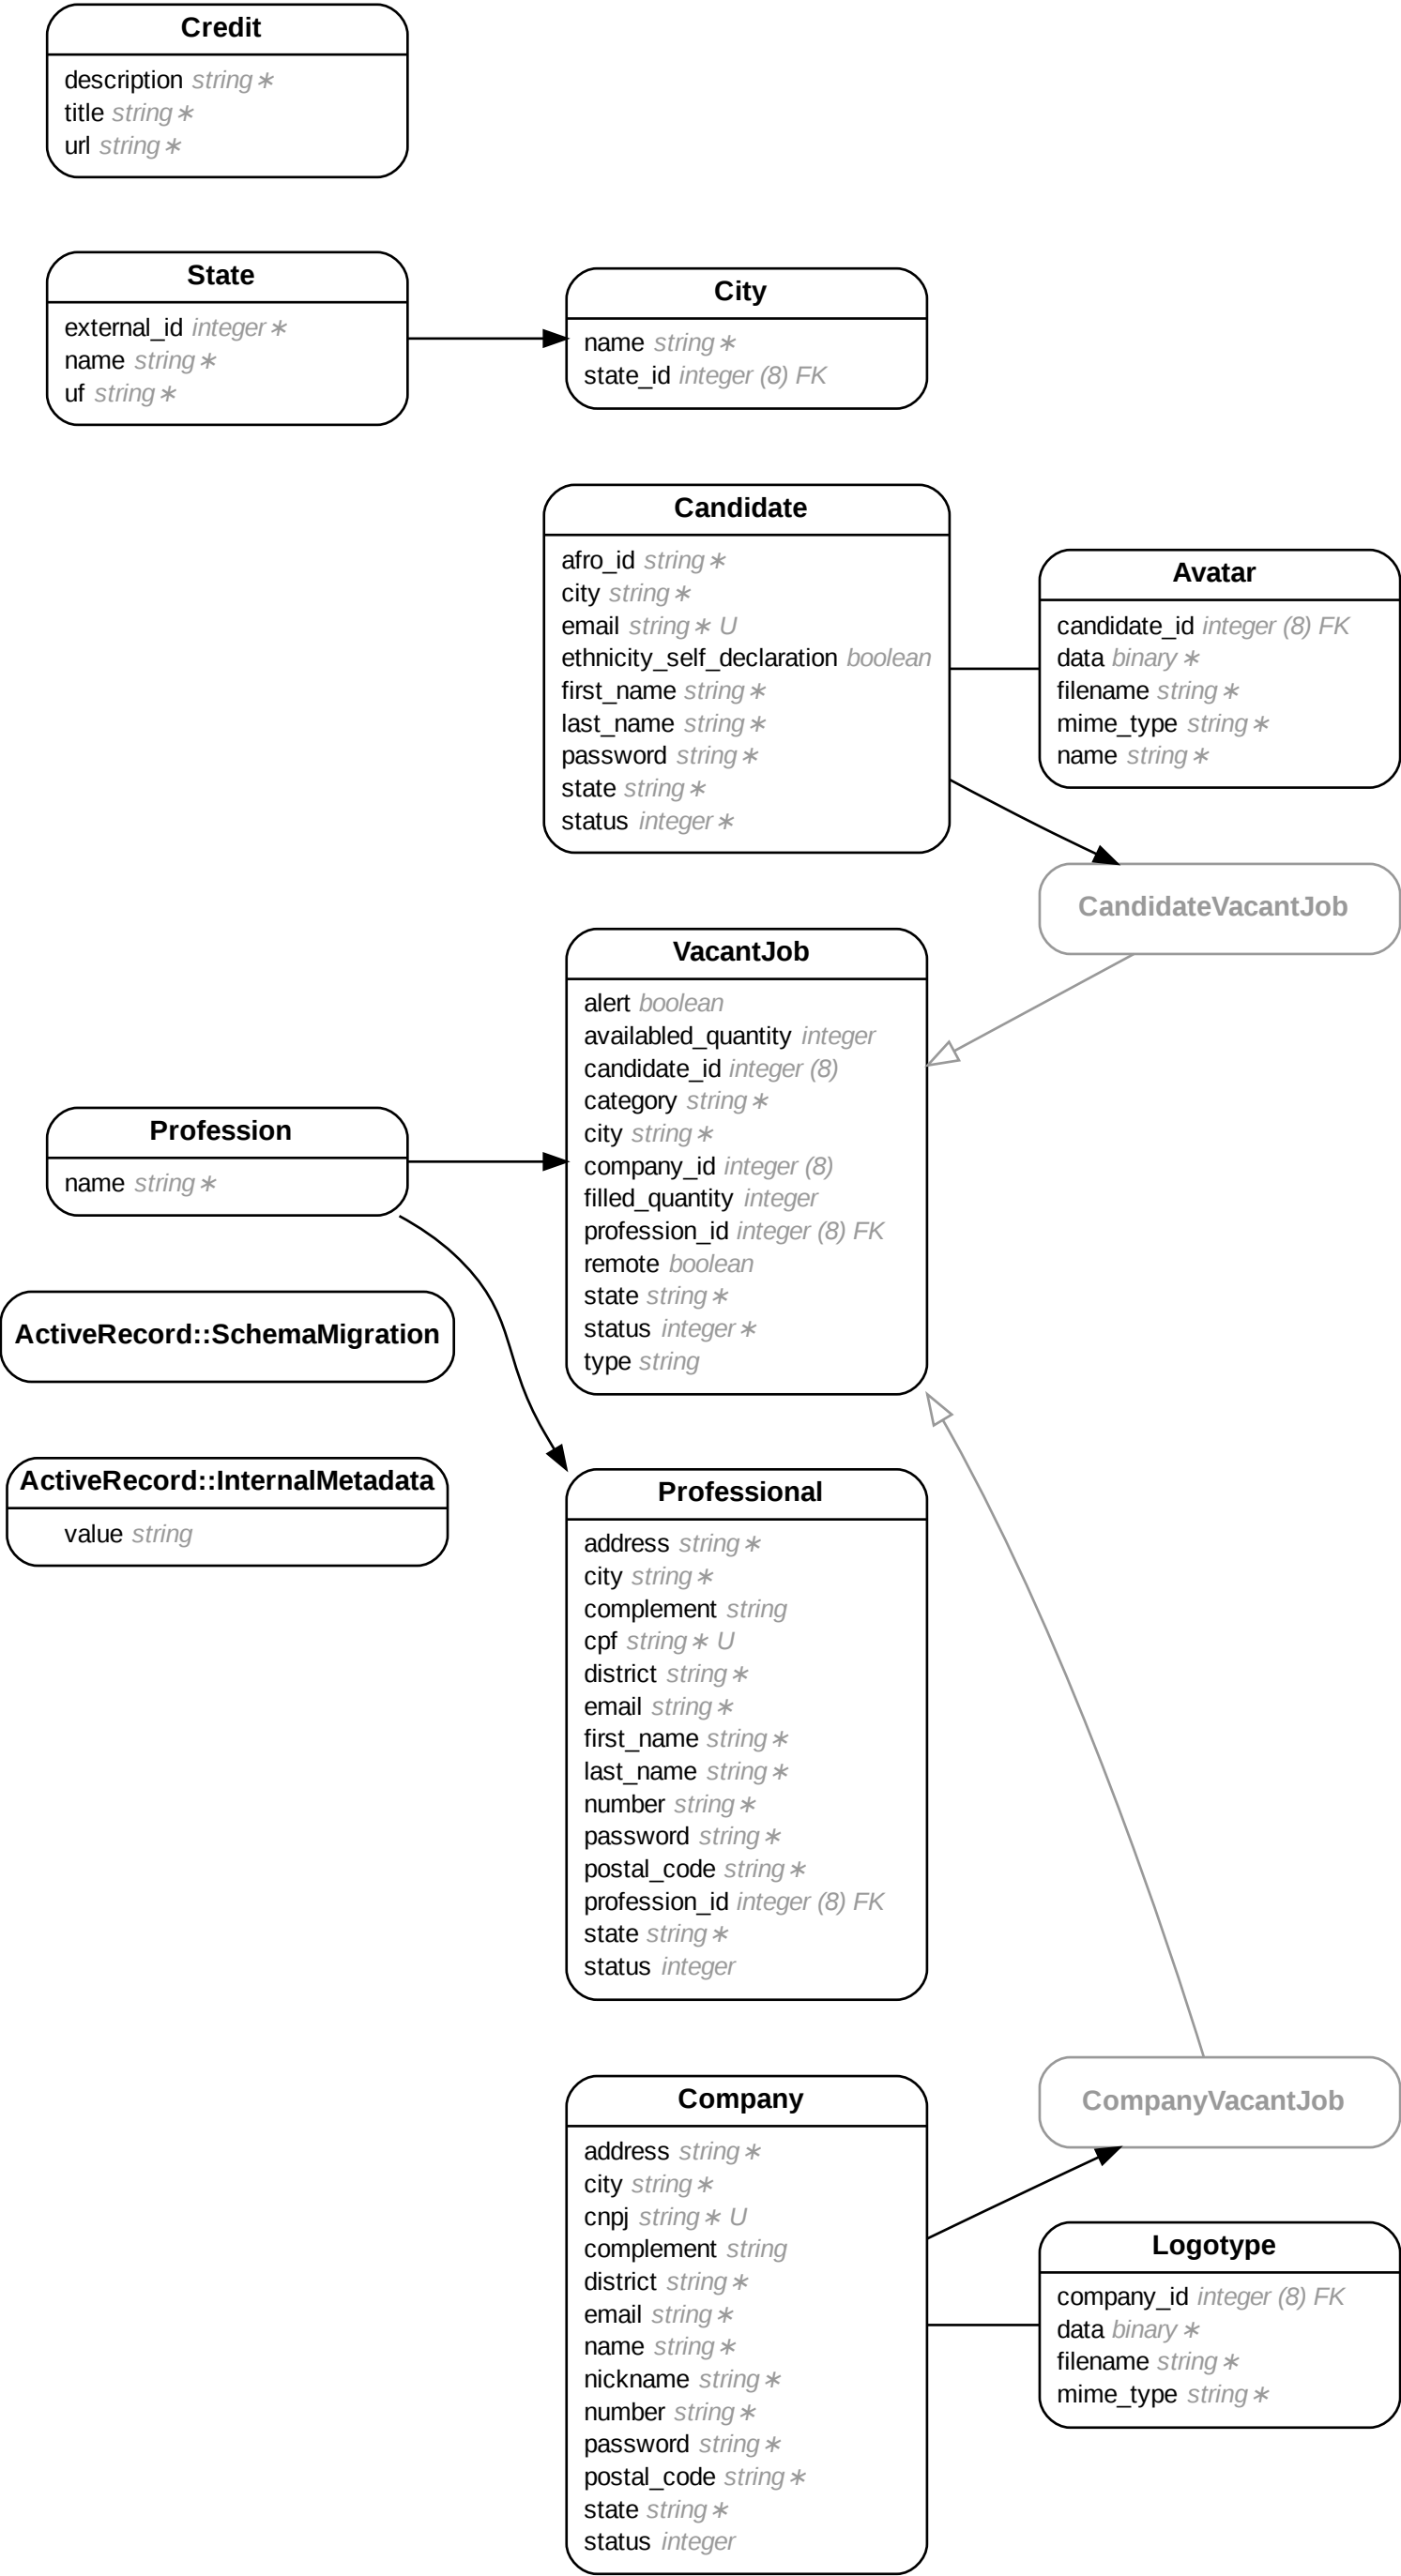 Credit
description string ∗
title string ∗
url string ∗
State
external_id integer ∗
name string ∗
uf string ∗
City
name string ∗
state_id integer (8) FK
Candidate
afro_id string ∗
city string ∗
email string ∗ U
ethnicity_self_declaration boolean
first_name string ∗
last_name string ∗
password string ∗
state string ∗
status integer ∗
Avatar
candidate_id integer (8) FK
data binary ∗
filename string ∗
mime_type string ∗
name string ∗
CandidateVacantJob
VacantJob
alert boolean
availabled_quantity integer
candidate_id integer (8)
category string ∗
city string ∗
company_id integer (8)
filled_quantity integer
profession_id integer (8) FK
remote boolean
state string ∗
status integer ∗
type string
Profession
name string ∗
ActiveRecord::SchemaMigration
ActiveRecord::InternalMetadata
value string
Professional
address string ∗
city string ∗
complement string
cpf string ∗ U
district string ∗
email string ∗
first_name string ∗
last_name string ∗
number string ∗
password string ∗
postal_code string ∗
profession_id integer (8) FK
state string ∗
status integer
CompanyVacantJob
Company
address string ∗
city string ∗
cnpj string ∗ U
complement string
district string ∗
email string ∗
name string ∗
nickname string ∗
number string ∗
password string ∗
postal_code string ∗
state string ∗
status integer
Logotype
company_id integer (8) FK
data binary ∗
filename string ∗
mime_type string ∗